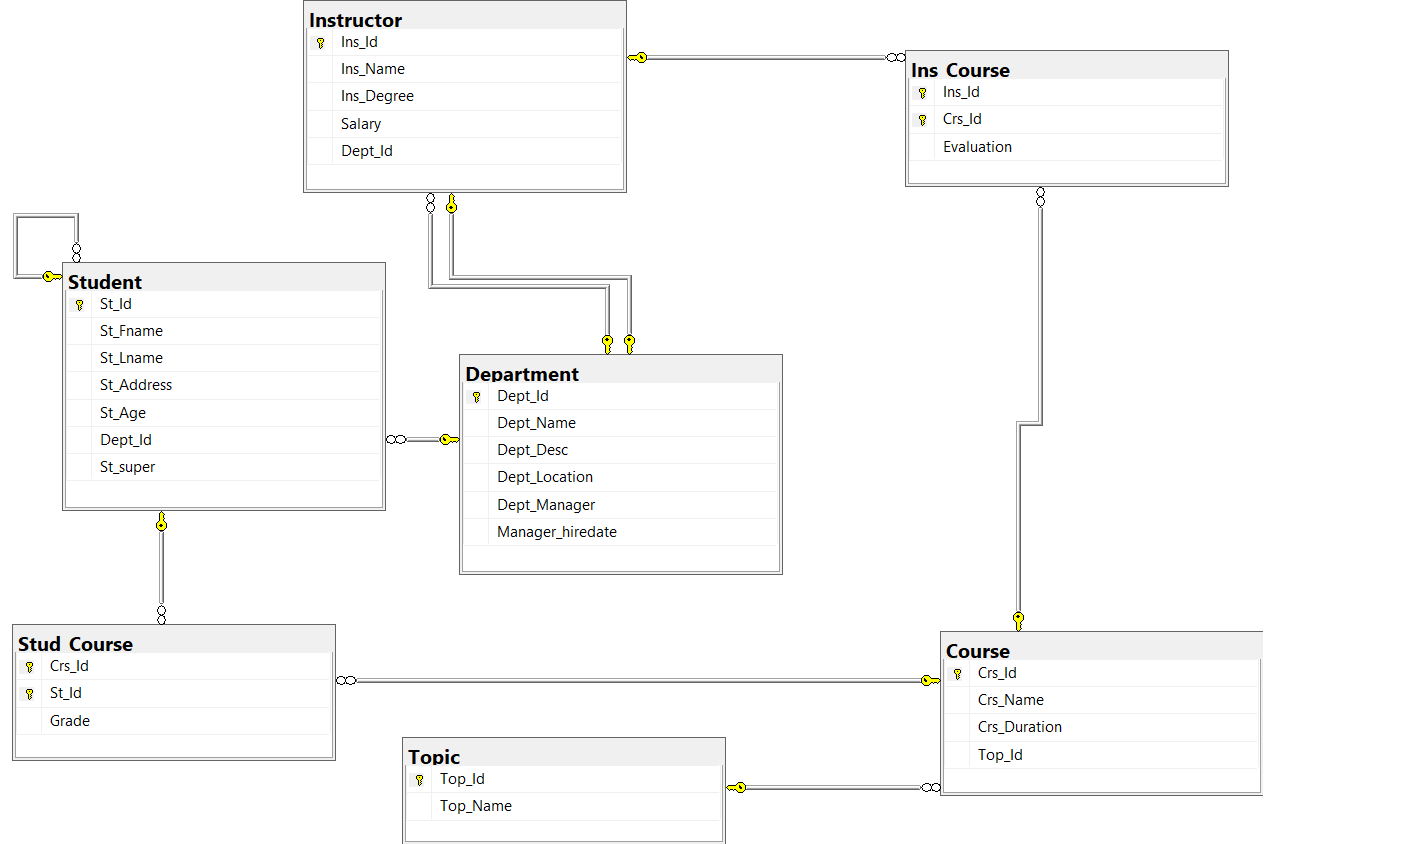 Instructor
Ins_Id
Ins_Name
Ins_Degree
Salary
Dept_Id
Ins_Course
Ins_Id
Crs_Id
Evaluation
Student
St_Id
St_Fname
St_Lname
St_Address
St_Age
Dept_Id
St_super
Department
Dept_Id
Dept_Name
Dept_Desc
Dept_Location
Dept_Manager
Manager_hiredate
Stud_Course
Crs_Id
St_Id
Grade
Course
Crs_Id
Crs_Name
Crs_Duration
Top_Id
Topic
Top_Id
Top_Name